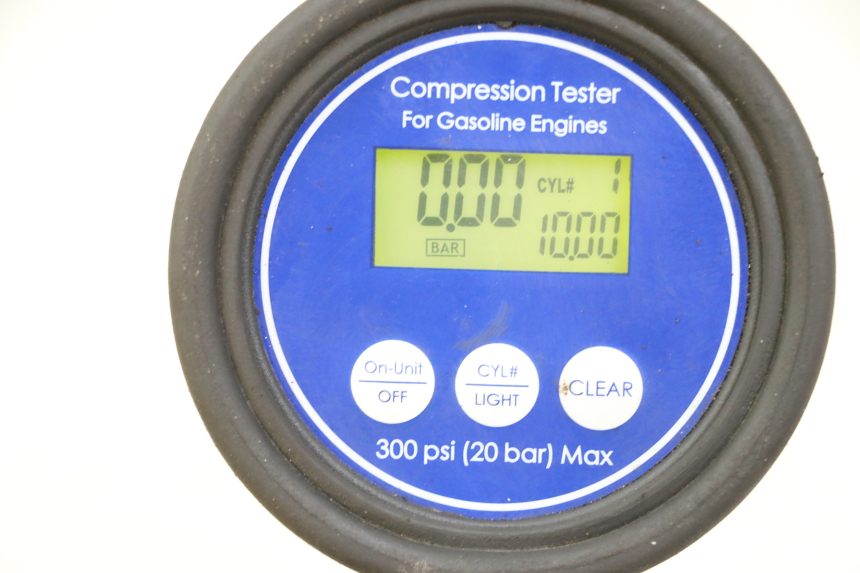 Compression Tester
For Gasoline Engines
0.00 CYL# 1
BAR 10.00
On-Unit
OFF
CYL#
LIGHT
CLEAR
300 psi (20 bar) Max